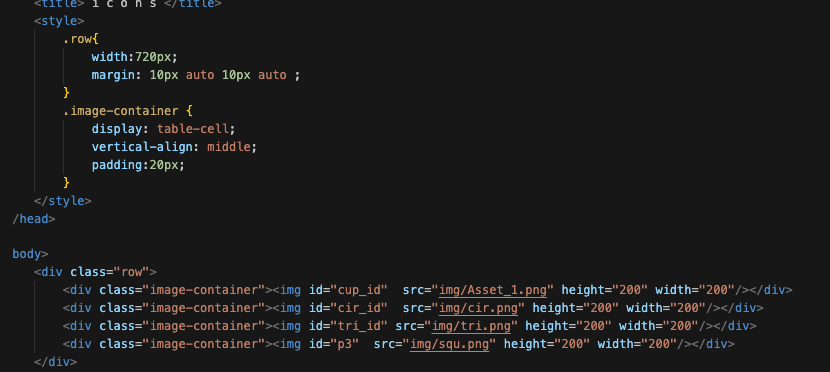 <title> i c o n s </title>
<style>
.row{
width:720px;
margin: 10px auto 10px auto ;
}
.image-container {
display: table-cell;
vertical-align: middle;
padding:20px;
}
</style>
/head>
body>
<div class="row">
<div class="image-container"><img id="cup_id"  src="img/Asset_1.png" height="200" width="200"/></div>
<div class="image-container"><img id="cir_id"  src="img/cir.png" height="200" width="200"/></div>
<div class="image-container"><img id="tri_id" src="img/tri.png" height="200" width="200"/></div>
<div class="image-container"><img id="p3"  src="img/squ.png" height="200" width="200"/></div>
</div>